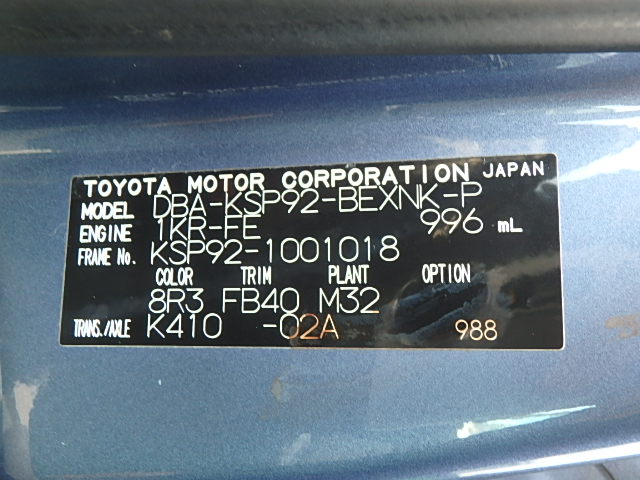 TOYOTA MOTOR CORPORATION JAPAN
MODEL DBA-KSP92-BEXNK-P
ENGINE 1KR-FE 996 mL
FRAME No. KSP92-1001018
COLOR TRIM PLANT OPTION
8R3 FB40 M32
TRANS./AXLE K410 -02A 988